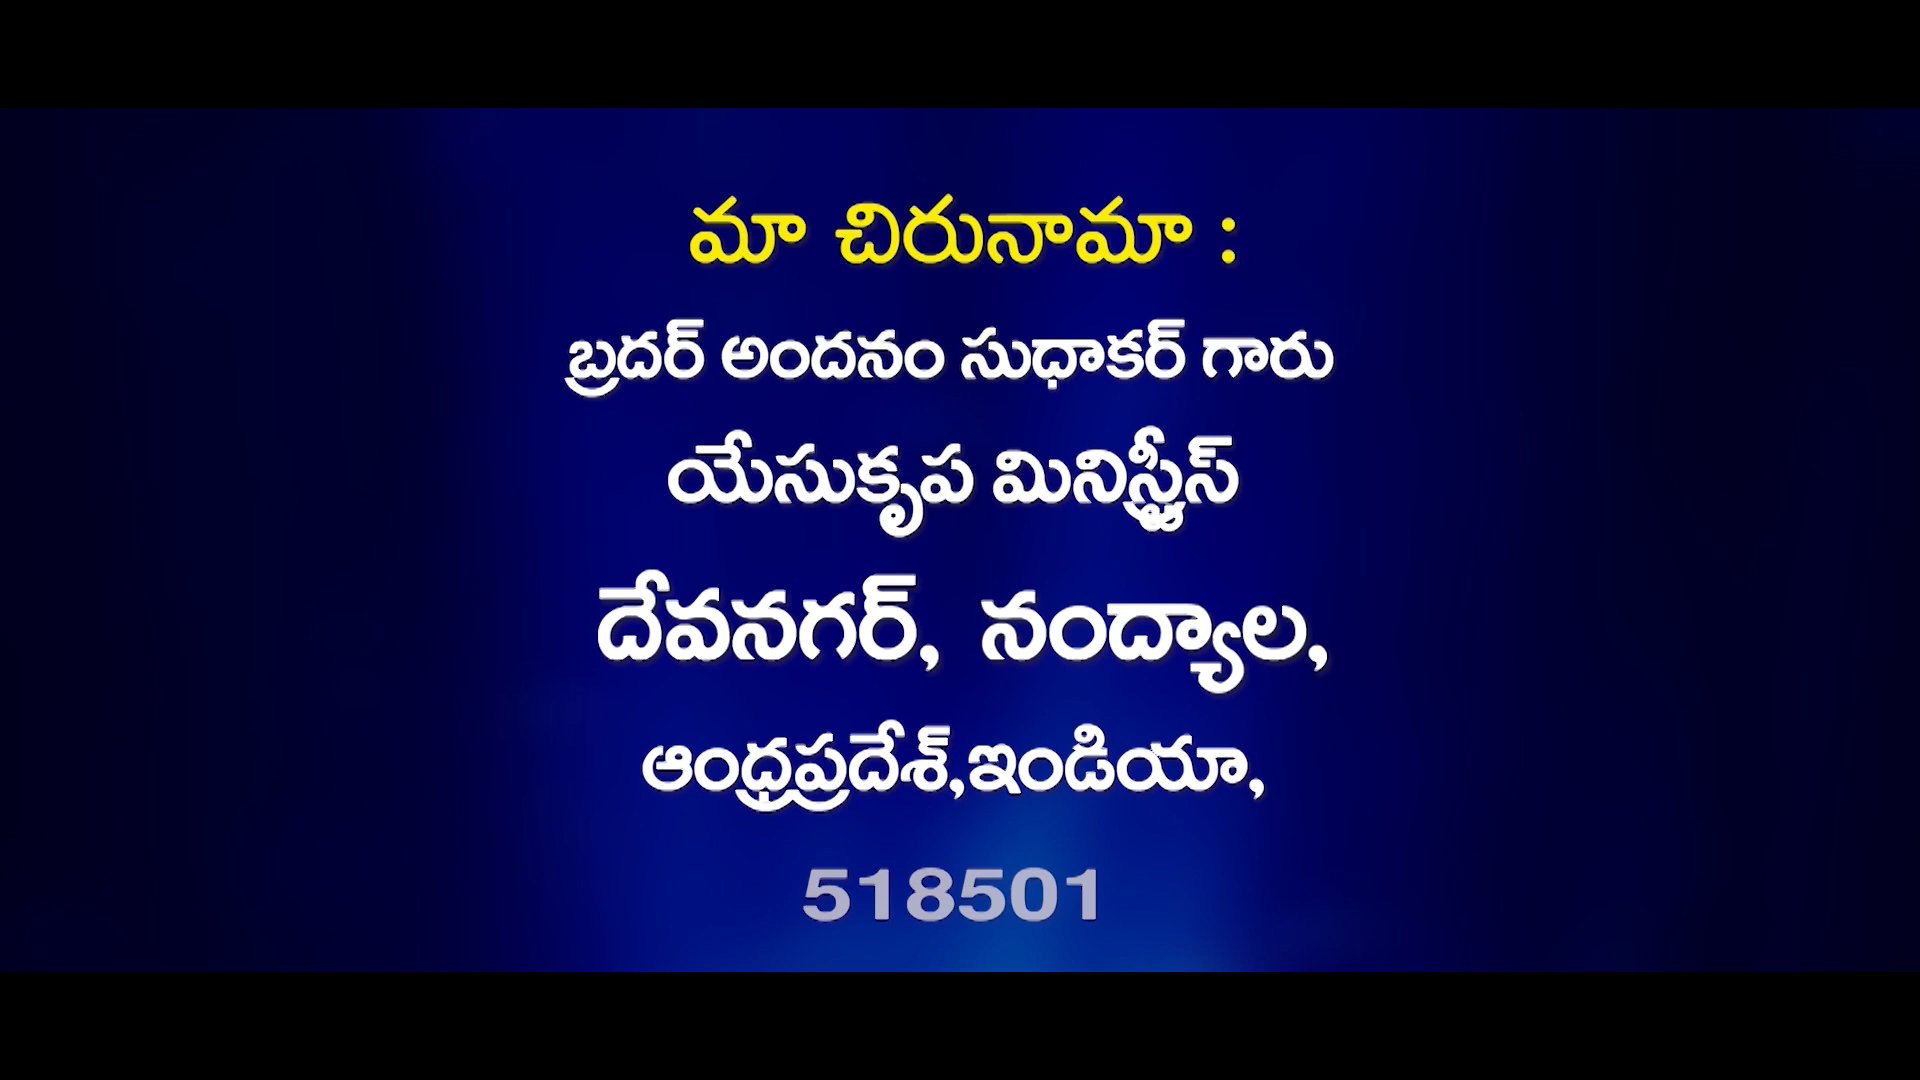 మా చిరునామా :
బ్రదర్ అందనం సుధాకర్ గారు
యేసుకృప మినిస్ట్రీస్
దేవనగర్, నంద్యాల,
ఆంధ్రప్రదేశ్,ఇండియా,
518501